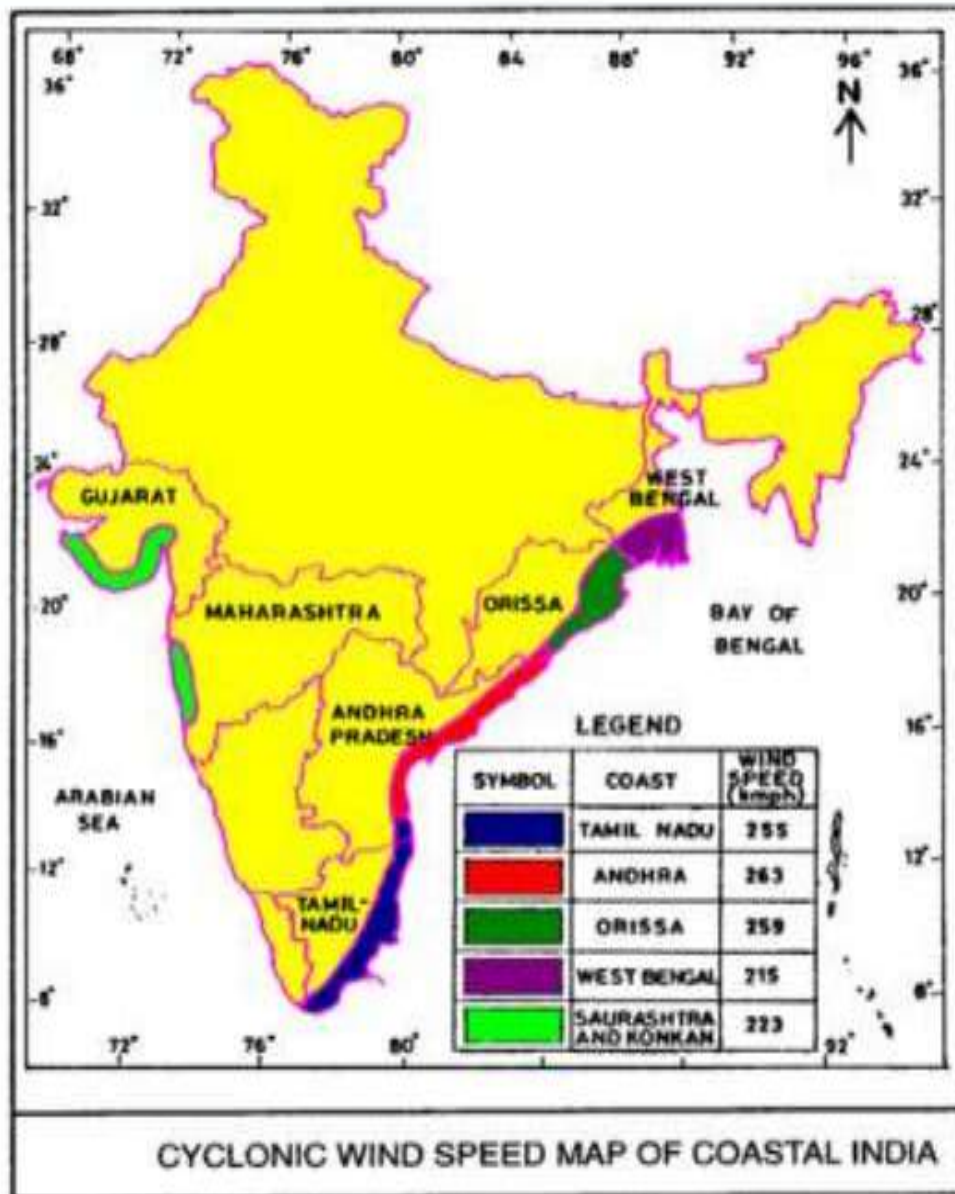 68° 72° 76° 80° 84 88° 92° 96°
36° 36°
N
32° 32°
28° 28°
24° 24°
GUJARAT
WEST
BENGAL
20° 20°
MAHARASHTRA
ORISSA
BAY OF
BENGAL
ANDHRA
PRADESH
16° 16°
ARABIAN
SEA
LEGEND
SYMBOL COAST WIND
SPEED
(kmph)
TAMIL NADU 255
ANDHRA 263
ORISSA 259
WEST BENGAL 215
SAURASHTRA
AND KONKAN 223
12° 12°
TAMIL-
NADU
8° 8°
72° 76° 80° 92°
CYCLONIC WIND SPEED MAP OF COASTAL INDIA